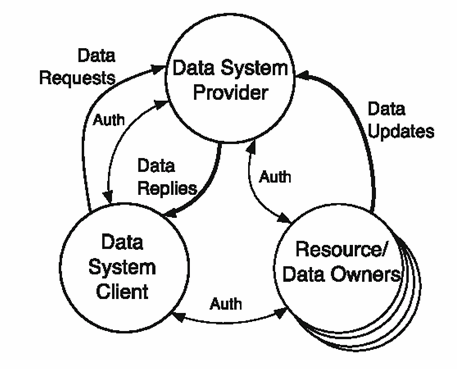 Data
Requests
Data System
Provider
Auth
Data
Updates
Data
Replies
Auth
Data
System
Client
Resource/
Data Owners
Auth